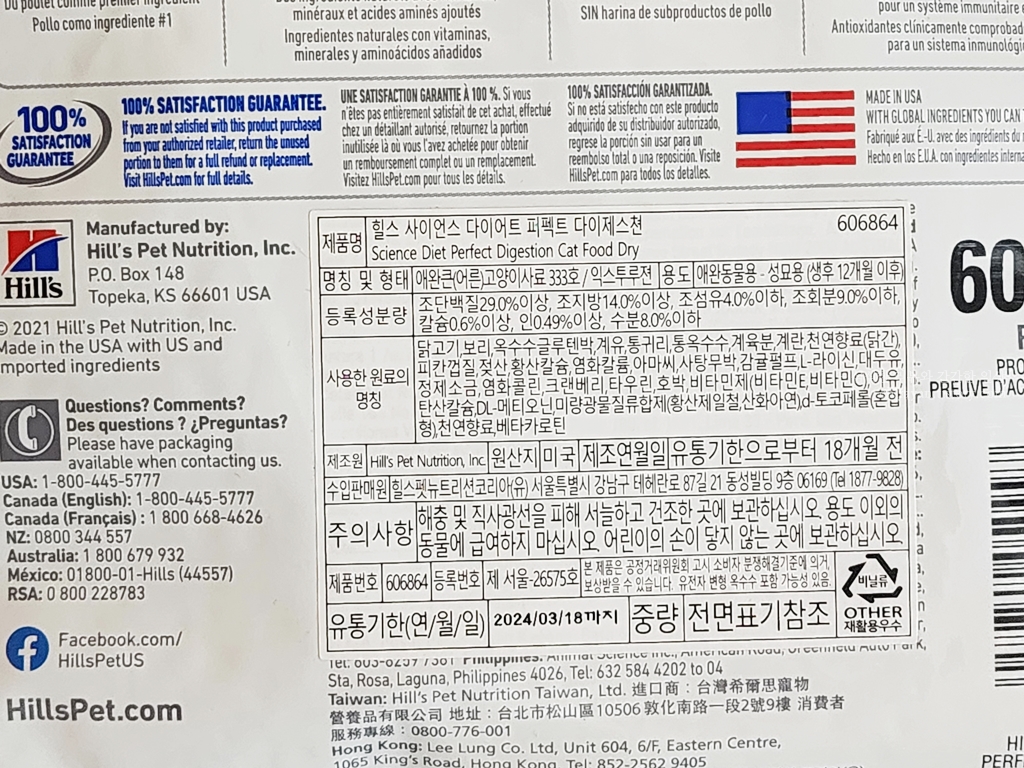 Pollo como ingrediente #1
minéraux et acides aminés ajoutés
Ingredientes naturales con vitaminas,
minerales y aminoácidos añadidos
SIN harina de subproductos de pollo
pour un système immunitaire
Antioxidantes clínicamente comprobad
para un sistema inmunológi
100%
SATISFACTION
GUARANTEE
100% SATISFACTION GUARANTEE.
If you are not satisfied with this product purchased
from your authorized retailer, return the unused
portion to them for a full refund or replacement.
Visit HillsPet.com for full details.
UNE SATISFACTION GARANTIE À 100 %. Si vous
n'êtes pas entièrement satisfait de cet achat, effectué
chez un détaillant autorisé, retournez la portion
inutilisée là où vous l'avez achetée pour obtenir
un remboursement complet ou un remplacement.
Visitez HillsPet.com pour tous les détails.
100% SATISFACCIÓN GARANTIZADA.
Si no está satisfecho con este producto
adquirido de su distribuidor autorizado,
regrese la porción sin usar para un
reembolso total o una reposición. Visite
HillsPet.com para todos los detalles.
MADE IN USA
WITH GLOBAL INGREDIENTS YOU CAN
Fabriqué aux É.-U. avec des ingrédients du
Hecho en los E.U.A. con ingredientes interna
Hill's
Manufactured by:
Hill's Pet Nutrition, Inc.
P.O. Box 148
Topeka, KS 66601 USA
© 2021 Hill's Pet Nutrition, Inc.
Made in the USA with US and
imported ingredients
Questions? Comments?
Des questions ? ¿Preguntas?
Please have packaging
available when contacting us.
USA: 1-800-445-5777
Canada (English): 1-800-445-5777
Canada (Français) : 1 800 668-4626
NZ: 0800 344 557
Australia: 1 800 679 932
México: 01800-01-Hills (44557)
RSA: 0 800 228783
Facebook.com/
HillsPetUS
HillsPet.com
제품명 힐스 사이언스 다이어트 퍼펙트 다이제스쳔 606864
Science Diet Perfect Digestion Cat Food Dry
명칭 및 형태 애완큰(어른)고양이사료 333호 / 익스투루젼 용도 애완동물용 - 성묘용 (생후 12개월 이후)
등록성분량 조단백질29.0%이상, 조지방14.0%이상, 조섬유4.0%이하, 조회분9.0%이하,
칼슘0.6%이상, 인0.49%이상, 수분8.0%이하
사용한 원료의 명칭
닭고기,보리,옥수수글루텐박,계유,통귀리,통옥수수,계육분,계란,천연향료(닭간),
피칸껍질,젖산,황산칼슘,염화칼륨,아마씨,사탕무박,감귤펄프,L-라이신,대두유,
정제소금,염화콜린,크랜베리,타우린,호박,비타민제(비타민E,비타민C),어유,
탄산칼슘,DL-메티오닌,미량광물질류합제(황산제일철,산화아연),d-토코페롤(혼합
형),천연향료,베타카로틴
제조원 Hill's Pet Nutrition, Inc. 원산지 미국 제조연월일 유통기한으로부터 18개월 전
수입판매원 힐스펫뉴트리션코리아(유) 서울특별시 강남구 테헤란로 87길 21 동성빌딩 9층 06169 (Tel 1877-9828)
주의사항 해충 및 직사광선을 피해 서늘하고 건조한 곳에 보관하십시오. 용도 이외의
동물에 급여하지 마십시오. 어린이의 손이 닿지 않는 곳에 보관하십시오.
제품번호 606864 등록번호 제 서울-26575호 본 제품은 공정거래위원회 고시 소비자 분쟁해결기준에 의거,
보상받을 수 있습니다. 유전자 변형 옥수수 포함 가능성 있음.
유통기한(연/월/일) 2024/03/18까지 중량 전면표기참조
비닐류
OTHER
재활용우수
Sta, Rosa, Laguna, Philippines 4026, Tel: 632 584 4202 to 04
Taiwan: Hill's Pet Nutrition Taiwan, Ltd. 進口商：台灣希爾思寵物
營養品有限公司 地址：台北市松山區10506敦化南路一段2號9樓 消費者
服務專線：0800-776-001
Hong Kong: Lee Lung Co. Ltd, Unit 604, 6/F, Eastern Centre,
1065 King's Road, Hong Kong Tel: 852-2562 9405
60
PRO
PREUVE D'AC
HI
PERF